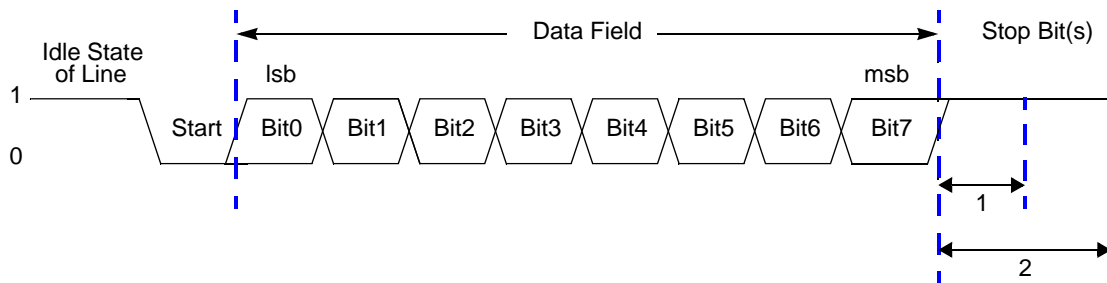 Data Field
Stop Bit(s)
Idle State
of Line
lsb
msb
1
Start
Bit0
Bit1
Bit2
Bit3
Bit4
Bit5
Bit6
Bit7
0
1
2